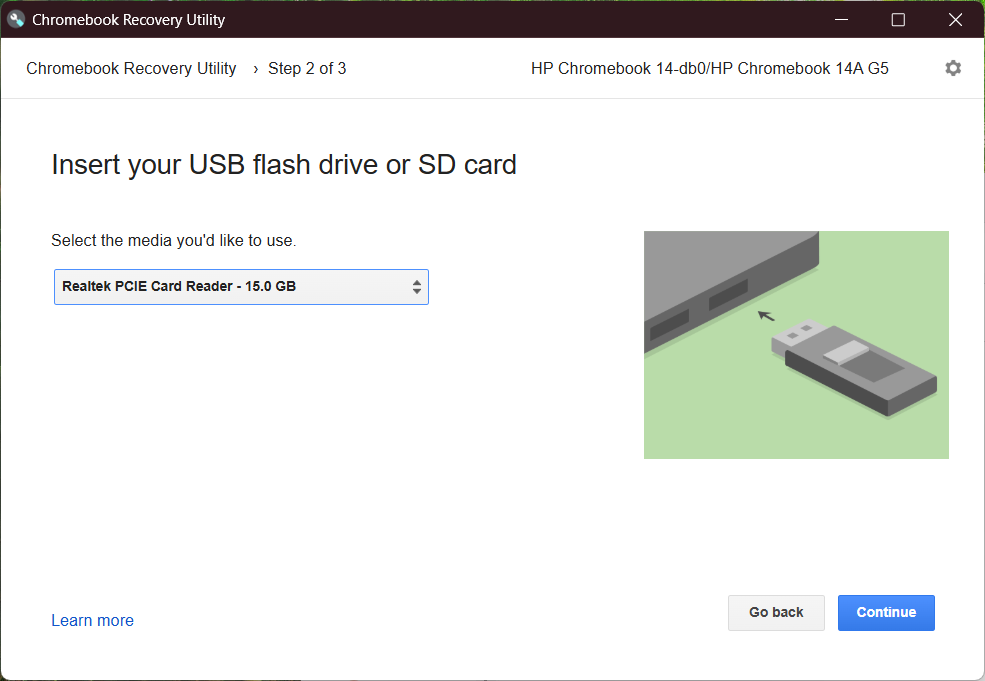 Chromebook Recovery Utility
Chromebook Recovery Utility › Step 2 of 3 HP Chromebook 14-db0/HP Chromebook 14A G5
Insert your USB flash drive or SD card
Select the media you'd like to use.
Realtek PCIE Card Reader - 15.0 GB
Learn more Go back Continue